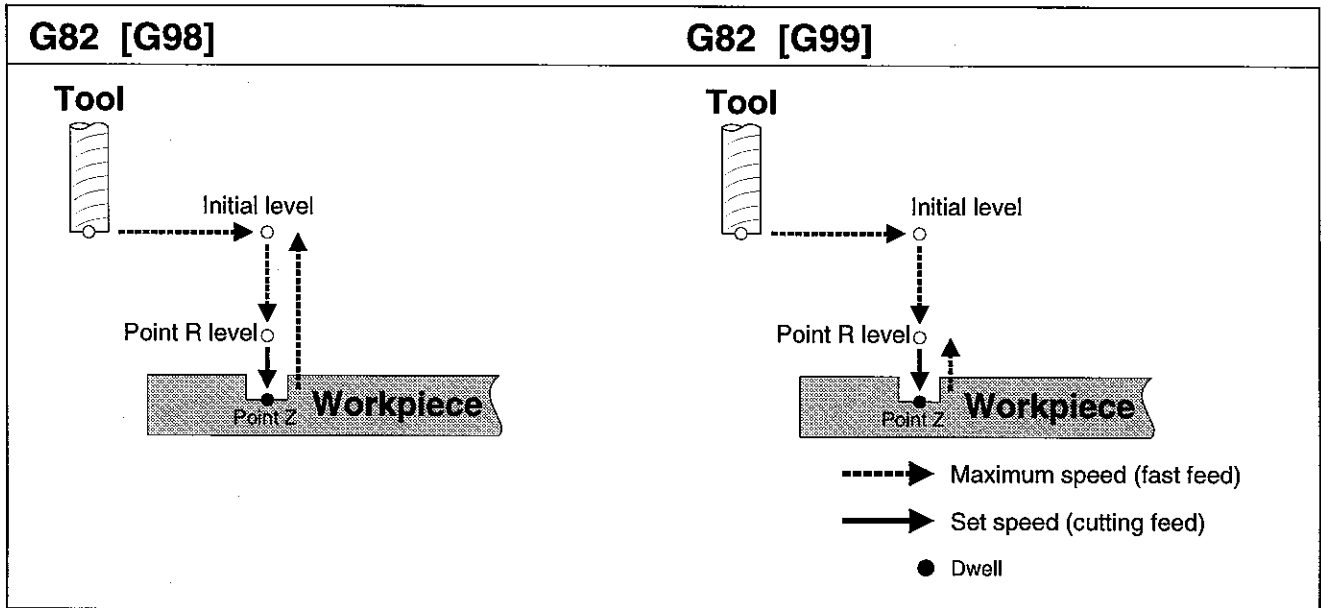 G82 [G98]
G82 [G99]
Tool
Initial level
Point R level
Point Z
Workpiece
Tool
Initial level
Point R level
Point Z
Workpiece
Maximum speed (fast feed)
Set speed (cutting feed)
Dwell